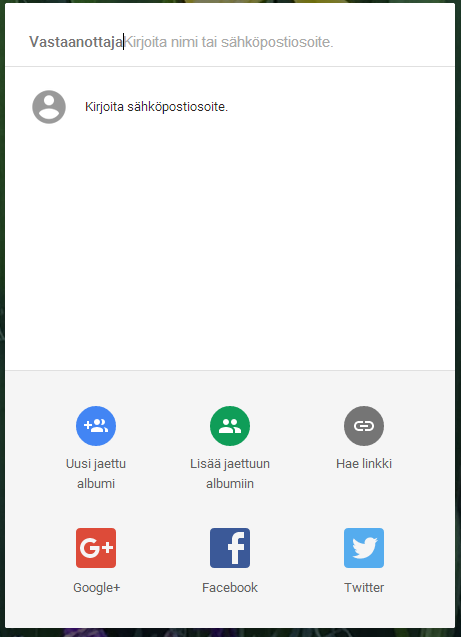 Vastaanottaja Kirjoita nimi tai sähköpostiosoite.
Kirjoita sähköpostiosoite.
Uusi jaettu albumi
Lisää jaettuun albumiin
Hae linkki
G+
Google+
Facebook
Twitter